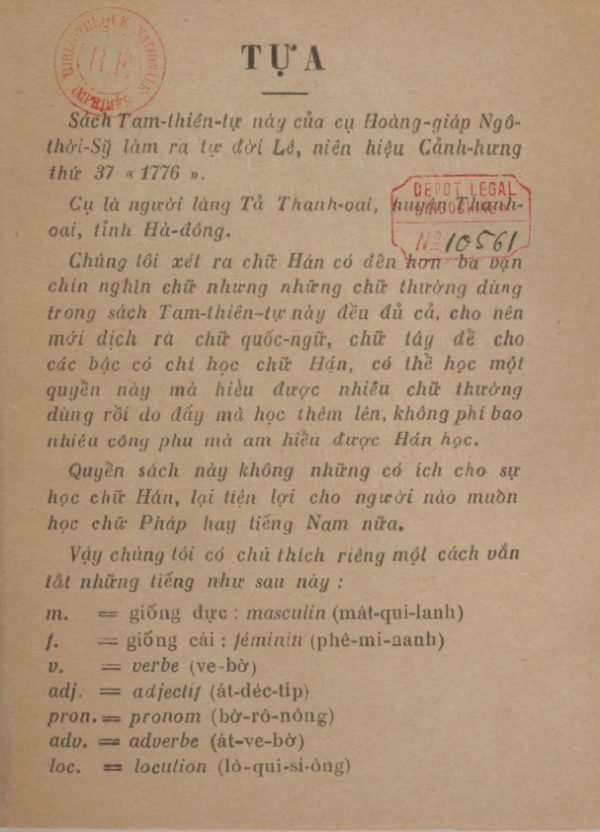 BIBLIOTHÈQUE NATIONALE
R.F.
IMPRIMÉS
TỰA
Sách Tam-thiên-tự này của cụ Hoàng-giáp Ngô-
thời-Sỹ làm ra tự đời Lê, niên hiệu Cảnh-hưng
thứ 37 « 1776 ».
DEPOT LEGAL
INDOCHINE
Nº 10561
Cụ là người làng Tả Thanh-oai, huyện Thanh-
oai, tỉnh Hà-đông.
Chúng tôi xét ra chữ Hán có đến hơn ba vạn
chín nghìn chữ nhưng những chữ thường dùng
trong sách Tam-thiên-tự này đều đủ cả, cho nên
mới dịch ra chữ quốc-ngữ, chữ tây để cho
các bậc có chí học chữ Hán, có thể học một
quyển này mà hiểu được nhiều chữ thường
dùng rồi do đấy mà học thêm lên, không phí bao
nhiêu công phu mà am hiểu được Hán học.
Quyển sách này không những có ích cho sự
học chữ Hán, lại tiện lợi cho người nào muốn
học chữ Pháp hay tiếng Nam nữa.
Vậy chúng tôi có chú thích riêng một cách vắn
tắt những tiếng như sau này :
m. = giống đực : masculin (mát-qui-lanh)
f. = giống cái : féminin (phê-mi-nanh)
v. = verbe (ve-bờ)
adj. = adjectif (át-déc-típ)
pron. = pronom (bờ-rô-nông)
adv. = adverbe (át-ve-bờ)
loc. = locution (lò-qui-si-ông)